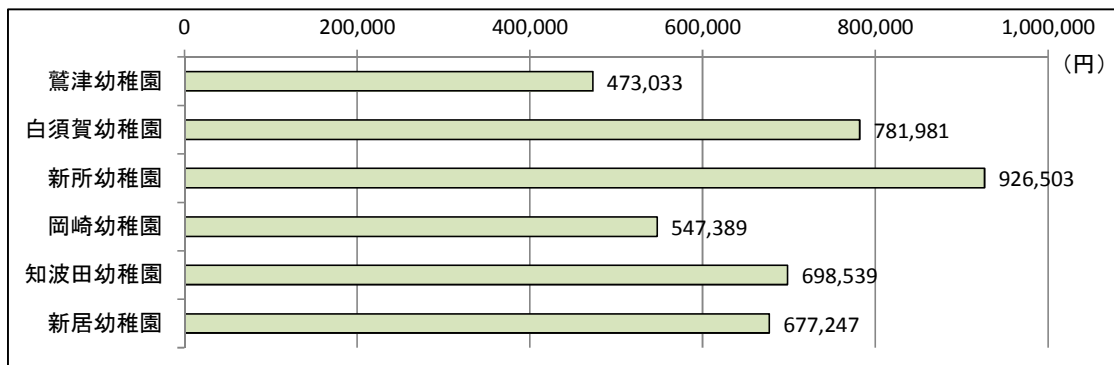 0 200,000 400,000 600,000 800,000 1,000,000
（円）
鷲津幼稚園 473,033
白須賀幼稚園 781,981
新所幼稚園 926,503
岡崎幼稚園 547,389
知波田幼稚園 698,539
新居幼稚園 677,247